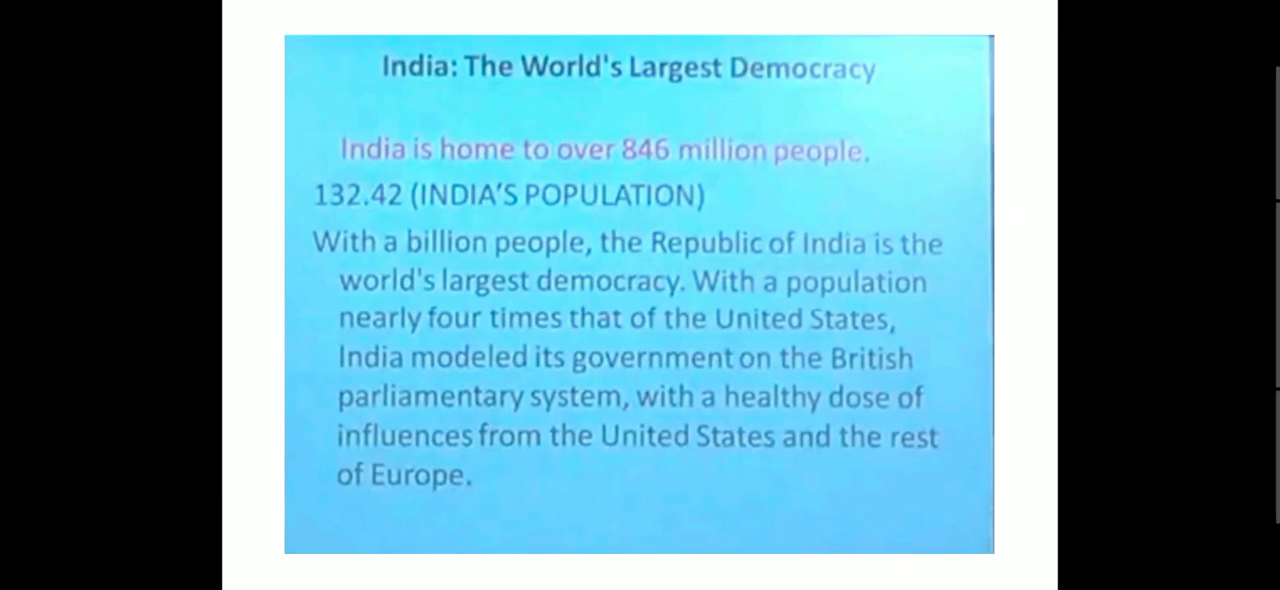 India: The World's Largest Democracy
India is home to over 846 million people.
132.42 (INDIA'S POPULATION)
With a billion people, the Republic of India is the
world's largest democracy. With a population
nearly four times that of the United States,
India modeled its government on the British
parliamentary system, with a healthy dose of
influences from the United States and the rest
of Europe.